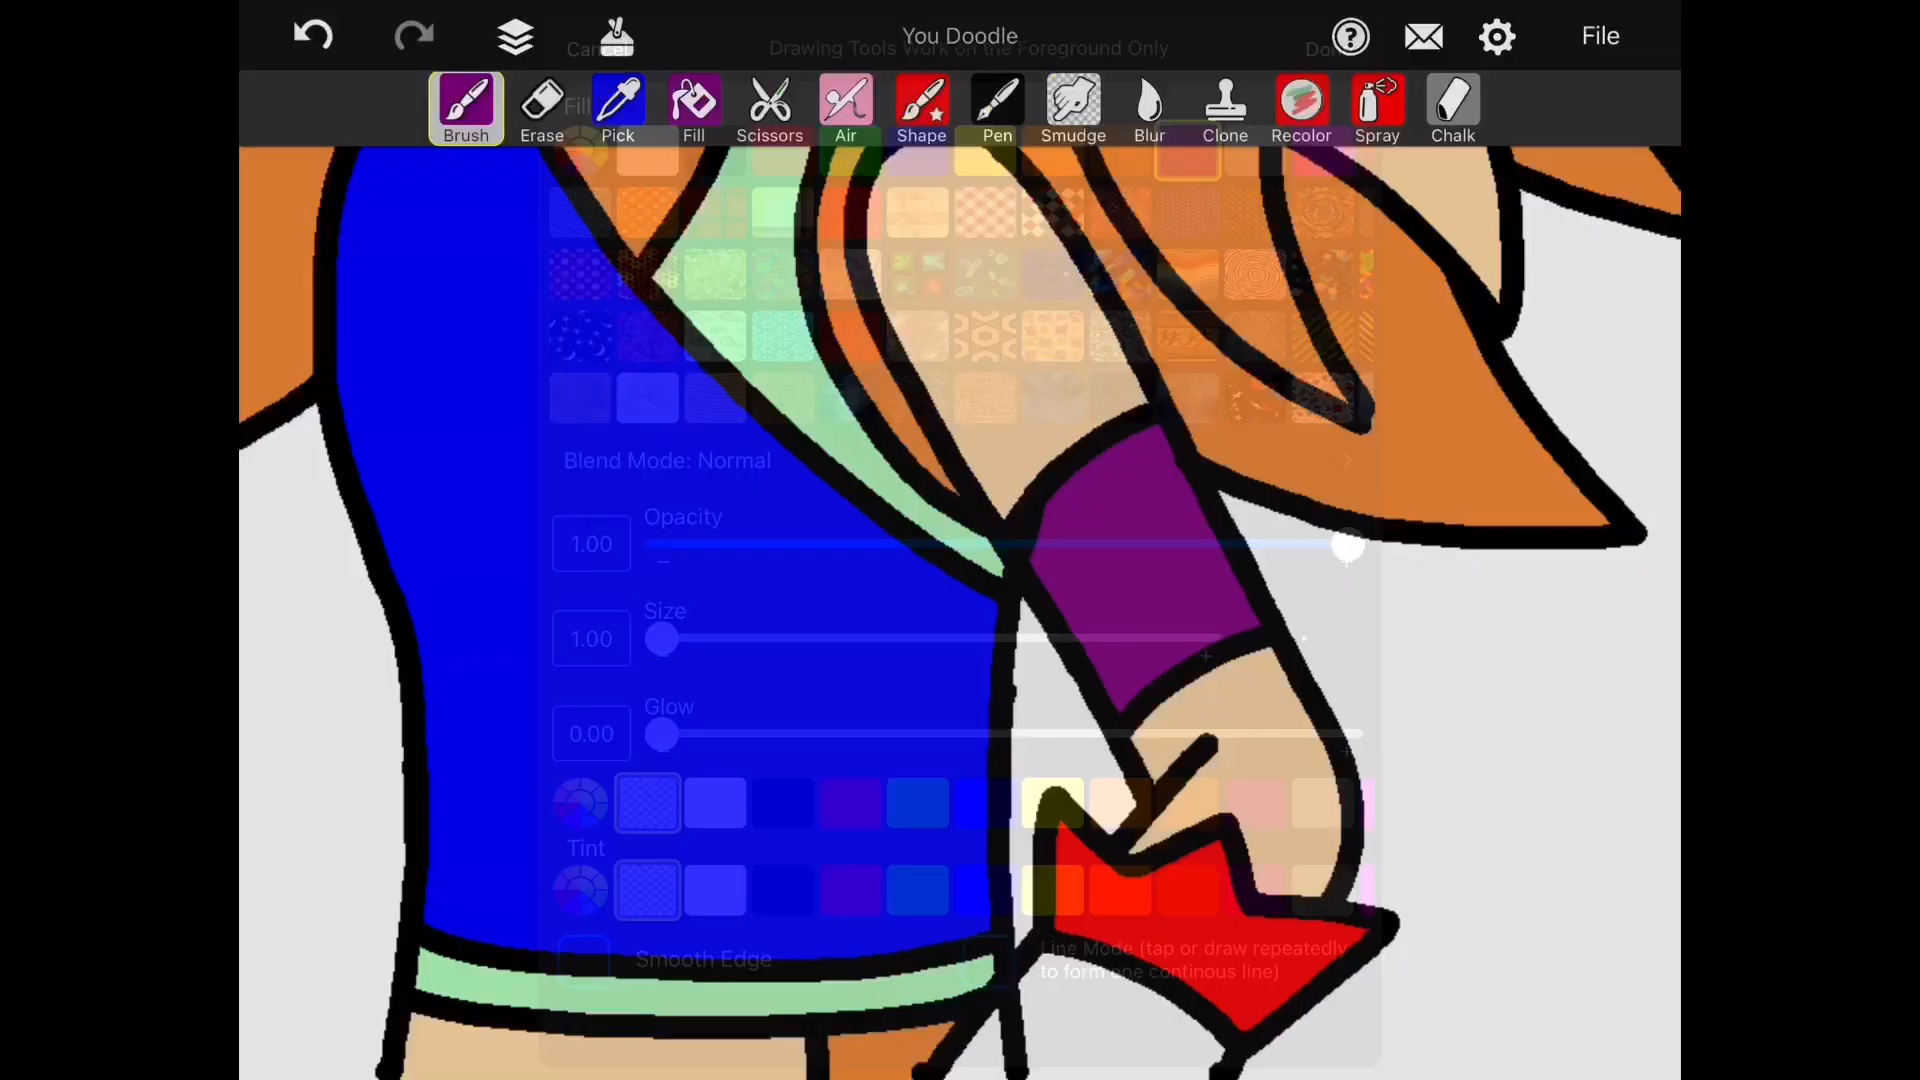 You Doodle
File
Cancel
Drawing Tools Work on the Foreground Only
Done
Fill
Brush
Erase
Pick
Fill
Scissors
Air
Shape
Pen
Smudge
Blur
Clone
Recolor
Spray
Chalk
Blend Mode: Normal
Opacity
1.00
Size
1.00
Glow
0.00
Tint
Smooth Edge
Line Mode (tap or draw repeatedly
to form one continous line)